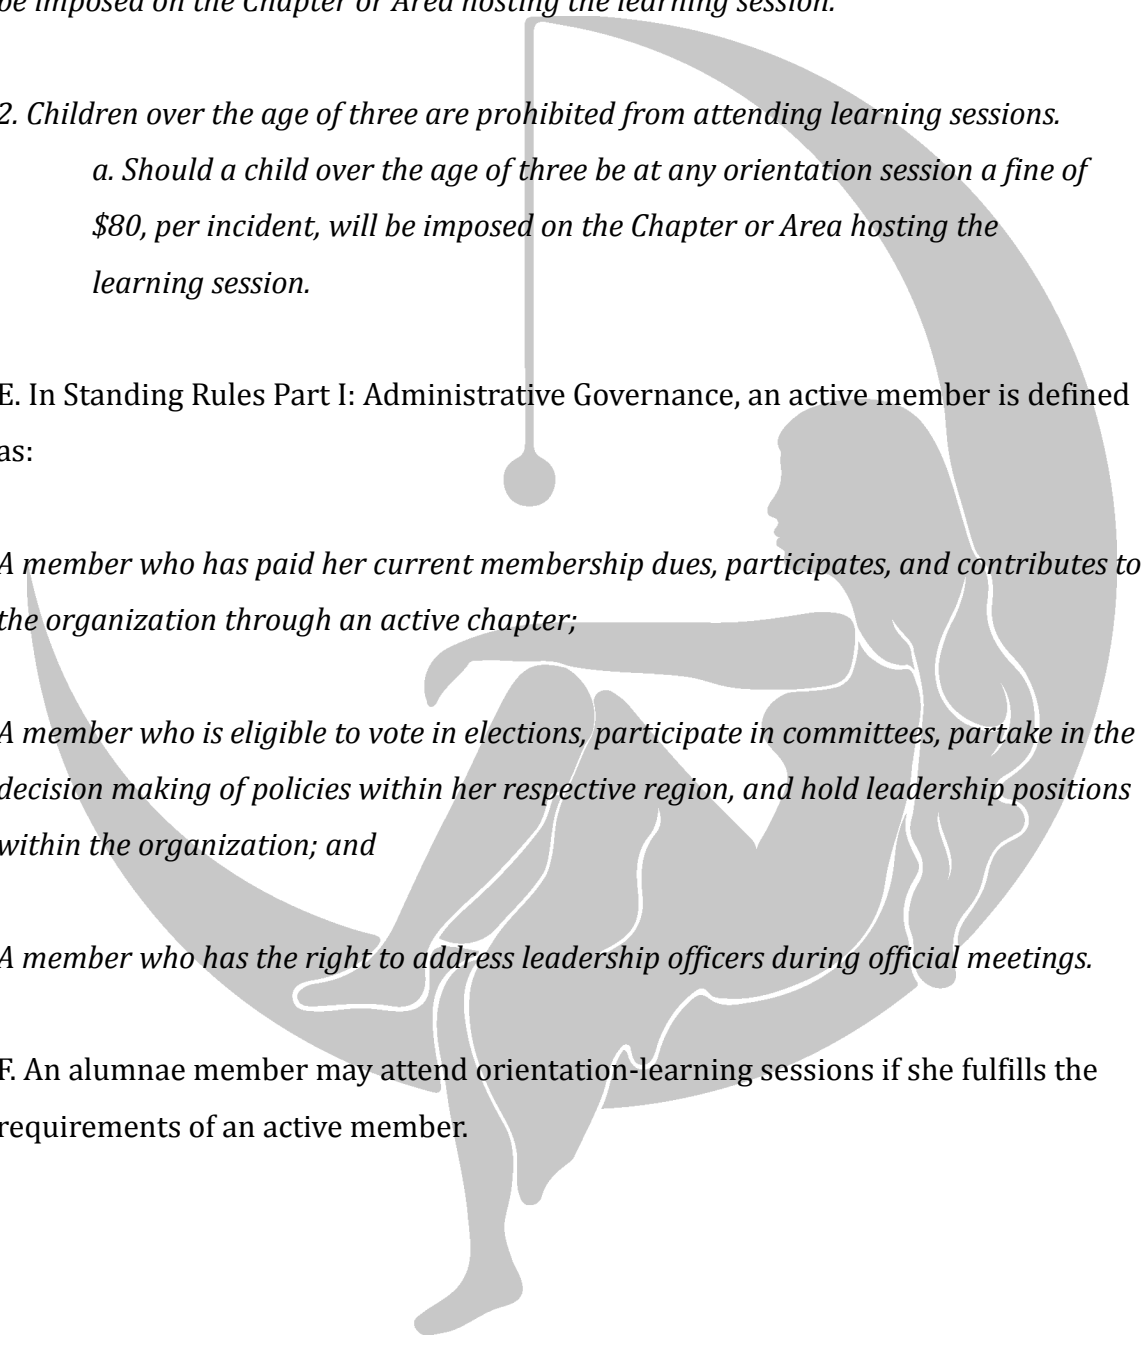 be imposed on the Chapter or Area hosting the learning session.
2. Children over the age of three are prohibited from attending learning sessions.
a. Should a child over the age of three be at any orientation session a fine of
$80, per incident, will be imposed on the Chapter or Area hosting the
learning session.
E. In Standing Rules Part I: Administrative Governance, an active member is defined
as:
A member who has paid her current membership dues, participates, and contributes to
the organization through an active chapter;
A member who is eligible to vote in elections, participate in committees, partake in the
decision making of policies within her respective region, and hold leadership positions
within the organization; and
A member who has the right to address leadership officers during official meetings.
F. An alumnae member may attend orientation-learning sessions if she fulfills the
requirements of an active member.